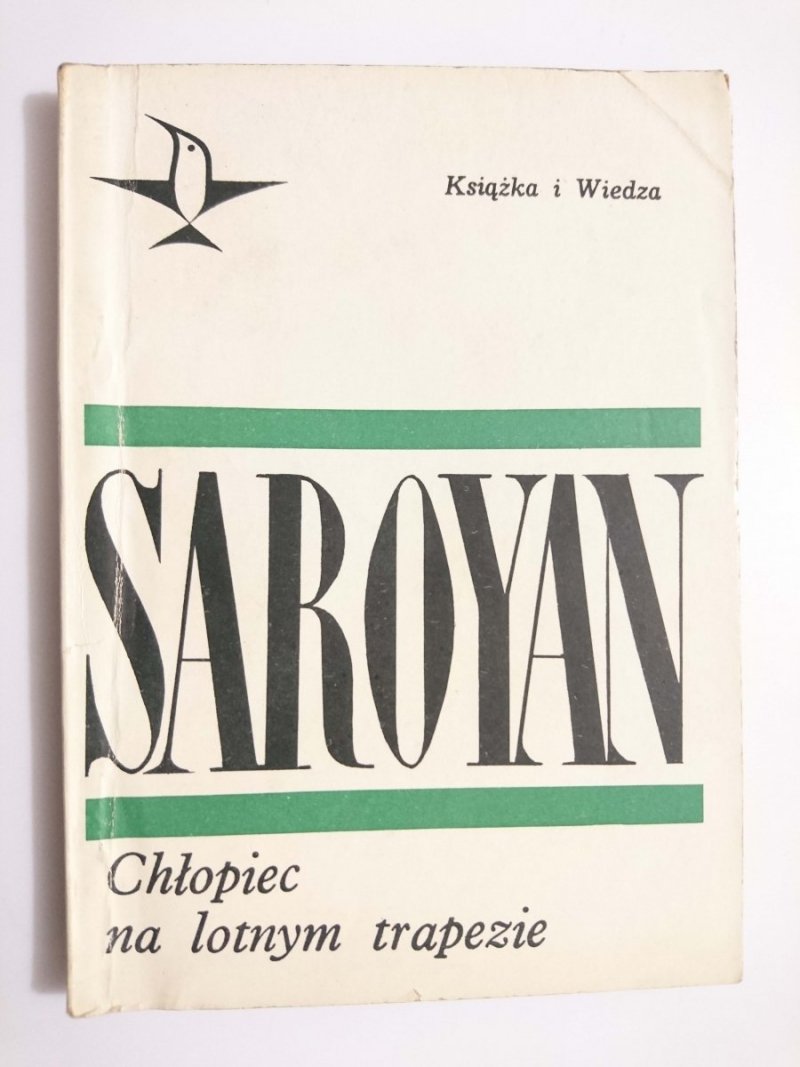 Książka i Wiedza
SAROYAN
Chłopiec
na lotnym trapezie